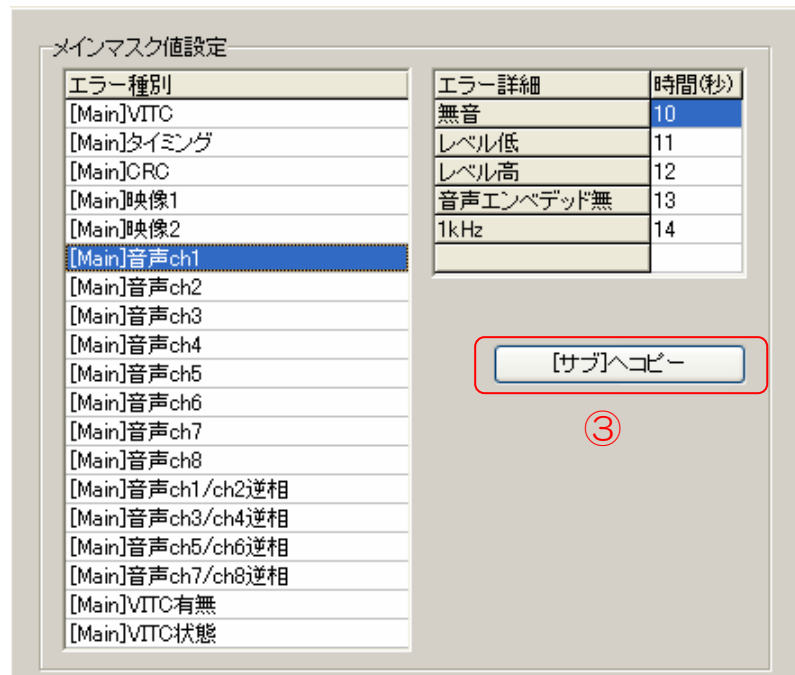 メインマスク値設定
エラー種別
[Main]VITC
[Main]タイミング
[Main]CRC
[Main]映像1
[Main]映像2
[Main]音声ch1
[Main]音声ch2
[Main]音声ch3
[Main]音声ch4
[Main]音声ch5
[Main]音声ch6
[Main]音声ch7
[Main]音声ch8
[Main]音声ch1/ch2逆相
[Main]音声ch3/ch4逆相
[Main]音声ch5/ch6逆相
[Main]音声ch7/ch8逆相
[Main]VITC有無
[Main]VITC状態
エラー詳細 時間(秒)
無音 10
レベル低 11
レベル高 12
音声エンベデッド無 13
1kHz 14
[サブ]へコピー
③